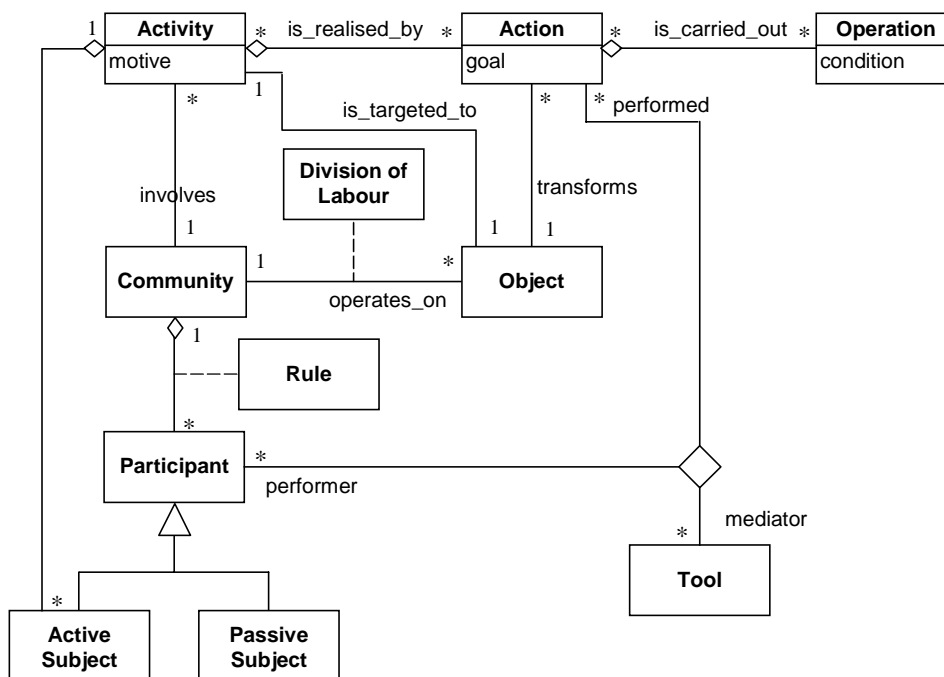 1
Activity
*
is_realised_by
*
Action
*
is_carried_out
*
Operation
motive
goal
condition
*
1
*
*
performed
is_targeted_to
Division of
Labour
involves
transforms
1
1
1
Community
1
*
Object
operates_on
1
Rule
*
Participant
*
performer
mediator
*
Tool
*
Active
Subject
Passive
Subject